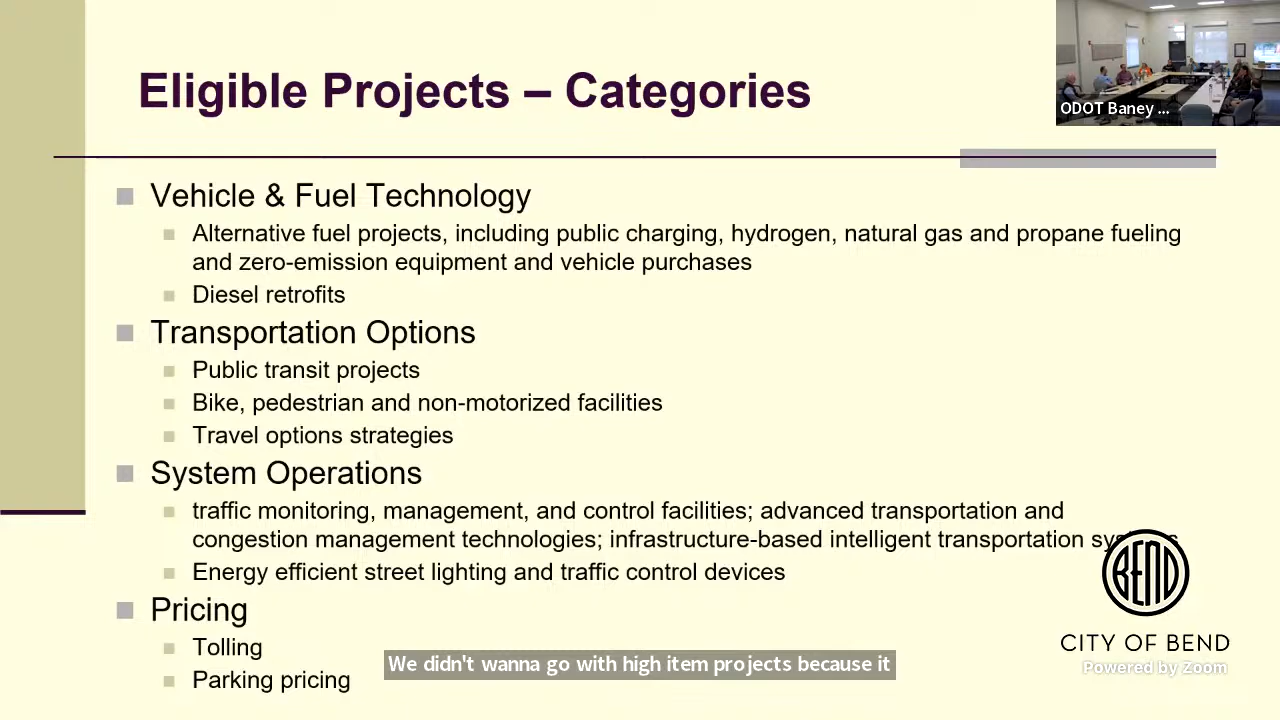 Eligible Projects – Categories
ODOT Baney ...
Vehicle & Fuel Technology
Alternative fuel projects, including public charging, hydrogen, natural gas and propane fueling
and zero-emission equipment and vehicle purchases
Diesel retrofits
Transportation Options
Public transit projects
Bike, pedestrian and non-motorized facilities
Travel options strategies
System Operations
traffic monitoring, management, and control facilities; advanced transportation and
congestion management technologies; infrastructure-based intelligent transportation
Energy efficient street lighting and traffic control devices
Pricing
Tolling
Parking pricing
We didn't wanna go with high item projects because it
BEND
CITY OF BEND
Powered by Zoom